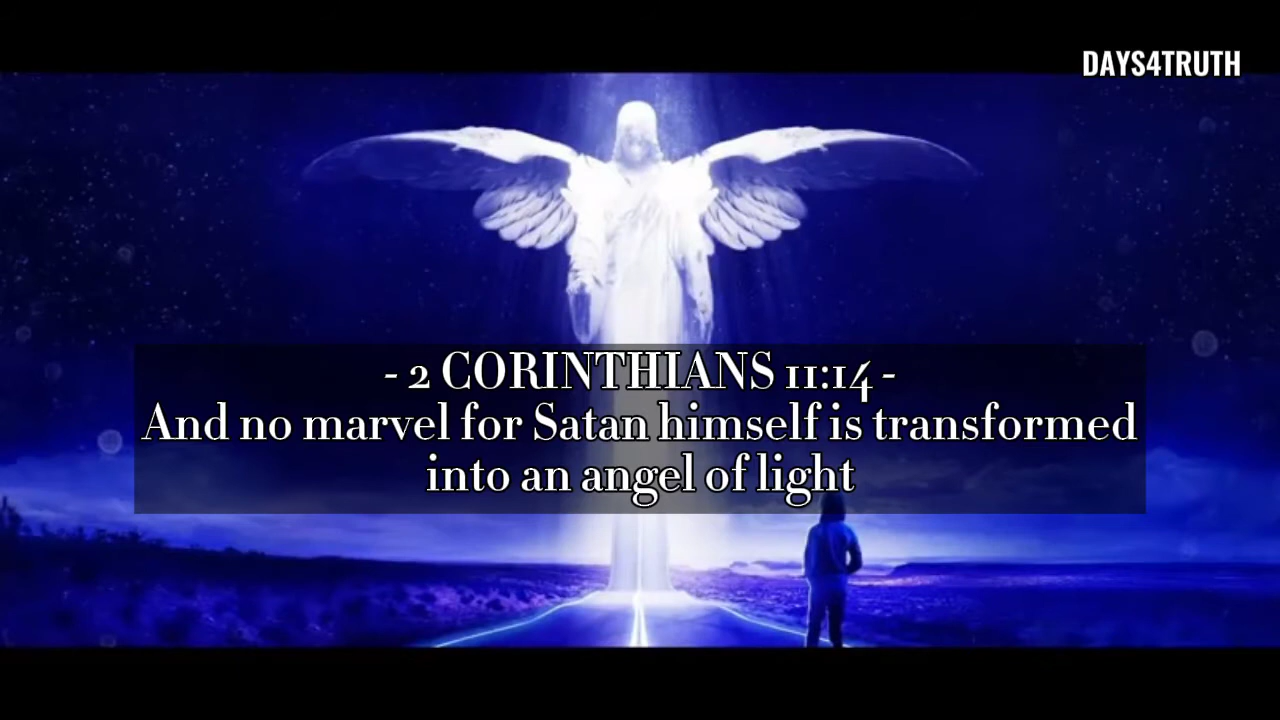 DAYS4TRUTH
- 2 CORINTHIANS 11:14 -
And no marvel for Satan himself is transformed
into an angel of light